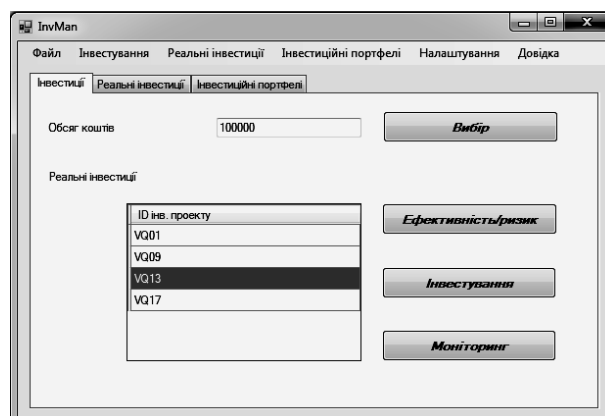 InvMan
Файл Інвестування Реальні інвестиції Інвестиційні портфелі Налаштування Довідка
Інвестиції Реальні інвестиції Інвестиційні портфелі
Обсяг коштів 100000 Вибір
Реальні інвестиції
ID інв. проекту Ефективність/ризик
VQ01
VQ09
VQ13 Інвестування
VQ17
Моніторинг